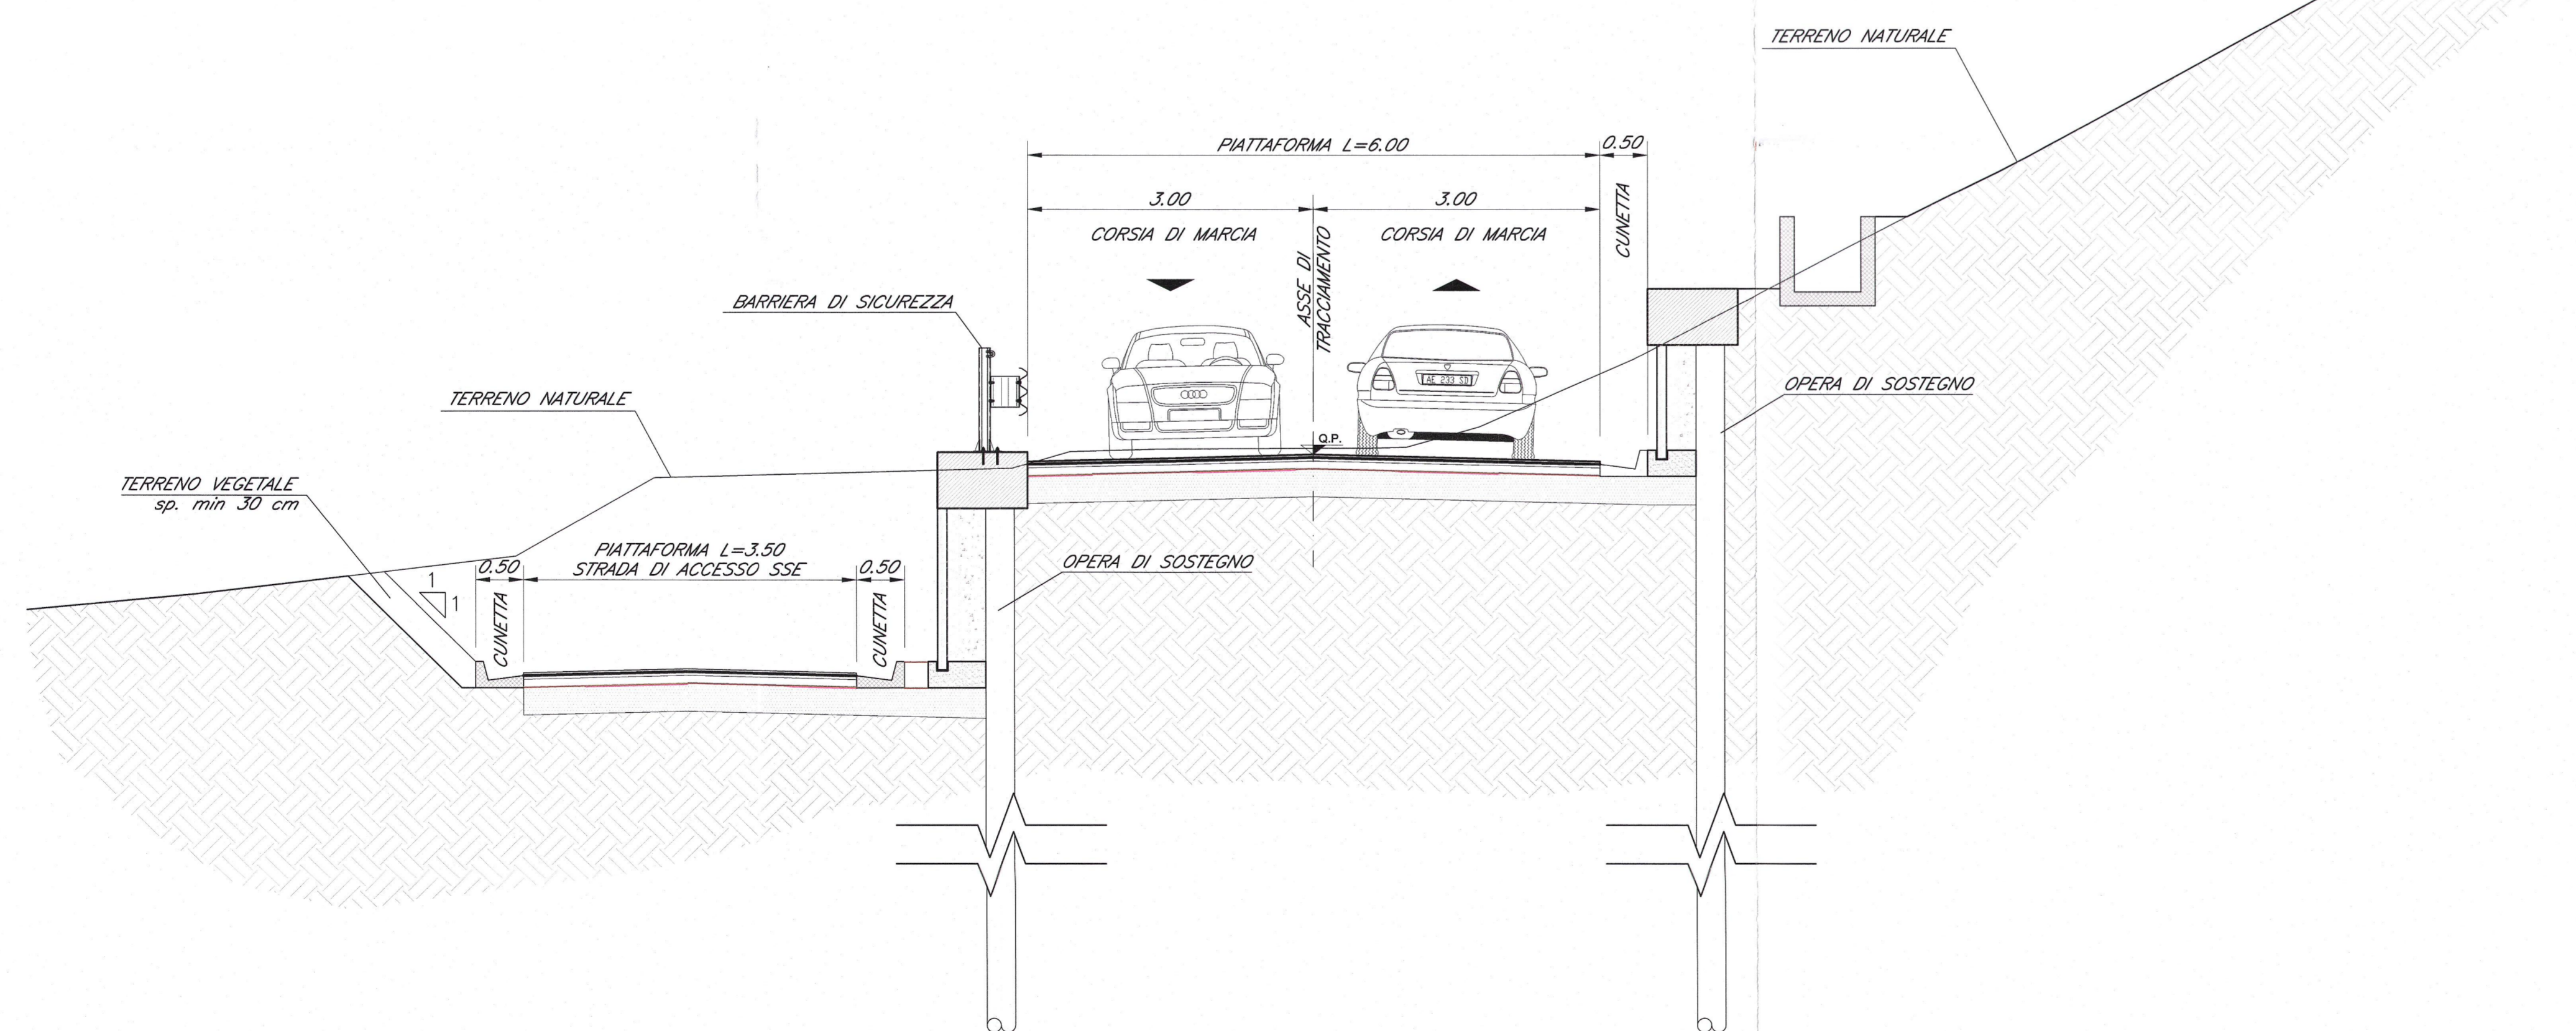 TERRENO NATURALE
PIATTAFORMA L=6.00
0.50
3.00
3.00
CUNETTA
CORSIA DI MARCIA
CORSIA DI MARCIA
ASSE DI
TRACCIAMENTO
BARRIERA DI SICUREZZA
AE 233 SD
OPERA DI SOSTEGNO
TERRENO NATURALE
Q.P.
TERRENO VEGETALE
sp. min 30 cm
PIATTAFORMA L=3.50
0.50
STRADA DI ACCESSO SSE
0.50
OPERA DI SOSTEGNO
1
1
CUNETTA
CUNETTA